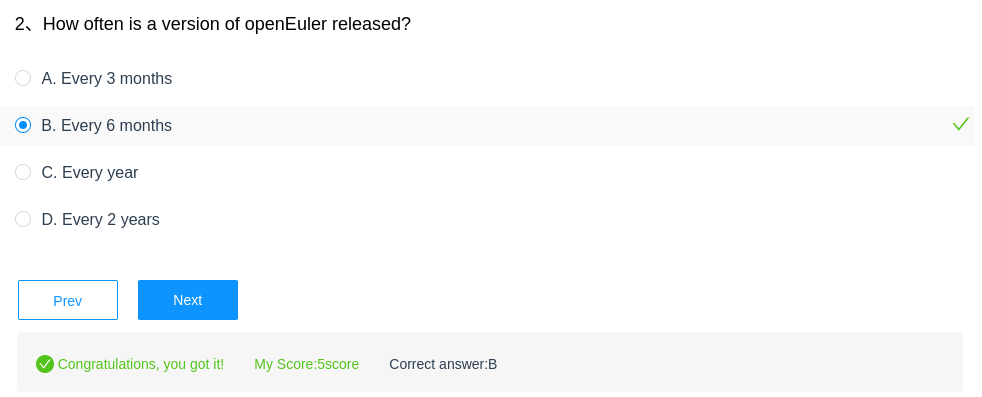 2、How often is a version of openEuler released?
A. Every 3 months
B. Every 6 months
C. Every year
D. Every 2 years
Prev Next
Congratulations, you got it! My Score:5score Correct answer:B